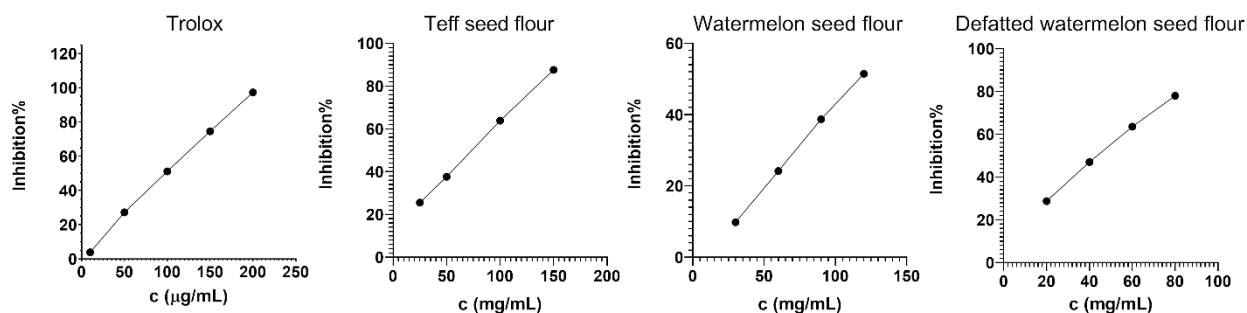 Trolox
Inhibition%
120
100
80
60
40
20
0
0 50 100 150 200 250
c (μg/mL)
Teff seed flour
Inhibition%
100
80
60
40
20
0
0 50 100 150 200
c (mg/mL)
Watermelon seed flour
Inhibition%
60
40
20
0
0 50 100 150
c (mg/mL)
Defatted watermelon seed flour
Inhibition%
100
80
60
40
20
0
0 20 40 60 80 100
c (mg/mL)